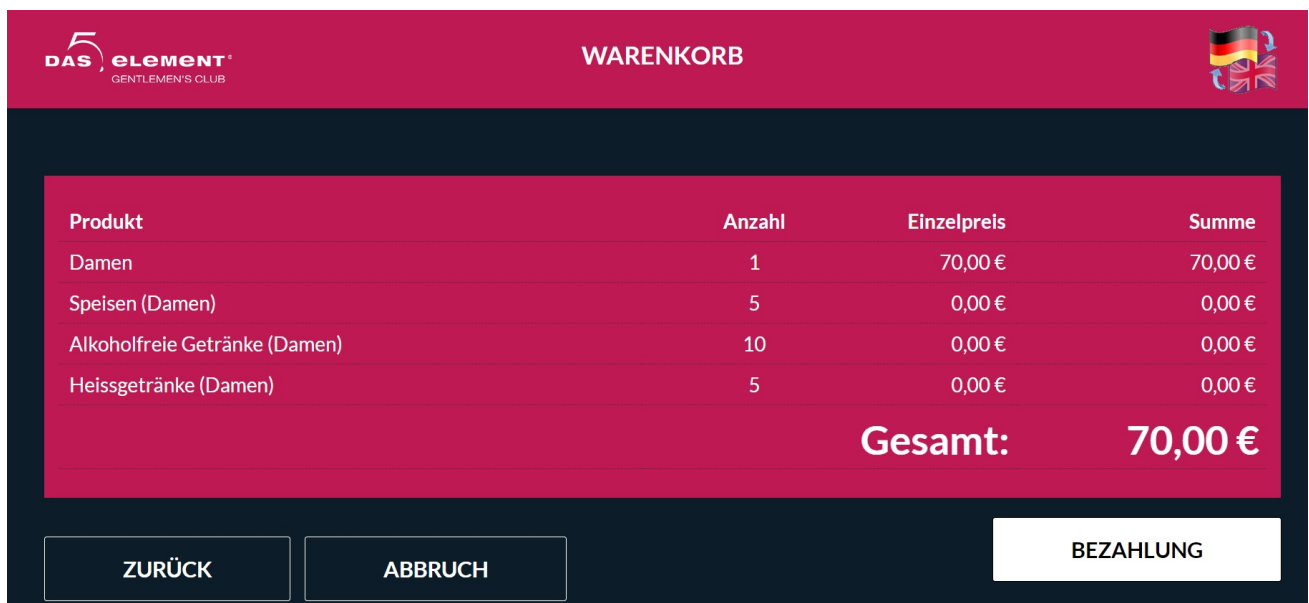 DAS 5 ELEMENT®
GENTLEMEN'S CLUB
WARENKORB
Produkt Anzahl Einzelpreis Summe
Damen 1 70,00 € 70,00 €
Speisen (Damen) 5 0,00 € 0,00 €
Alkoholfreie Getränke (Damen) 10 0,00 € 0,00 €
Heissgetränke (Damen) 5 0,00 € 0,00 €
Gesamt: 70,00 €
ZURÜCK ABBRUCH BEZAHLUNG